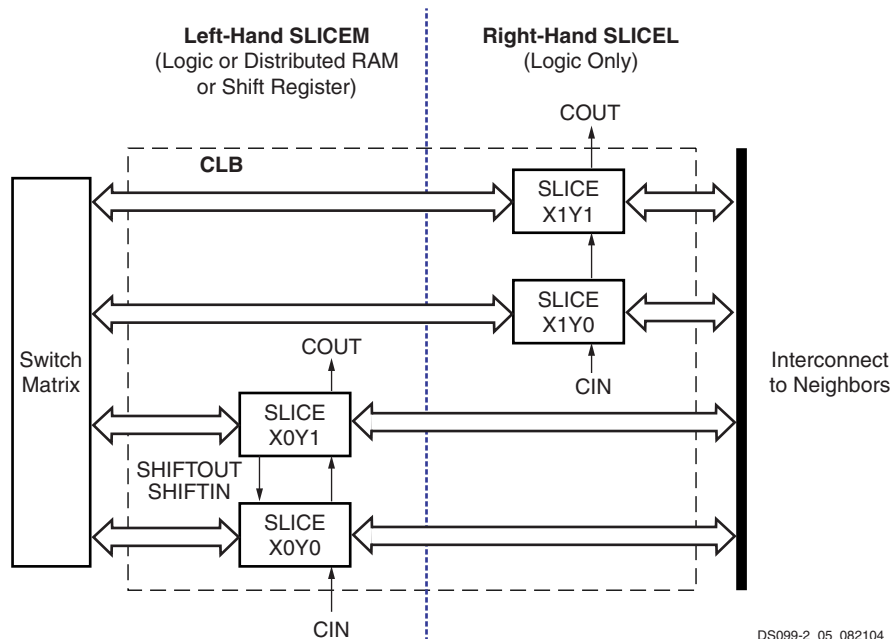 Left-Hand SLICEM
(Logic or Distributed RAM
or Shift Register)
Right-Hand SLICEL
(Logic Only)
COUT
CLB
SLICE
X1Y1
SLICE
X1Y0
COUT
CIN
Switch
Matrix
Interconnect
to Neighbors
SLICE
X0Y1
SHIFTOUT
SHIFTIN
SLICE
X0Y0
CIN
DS099-2_05_082104